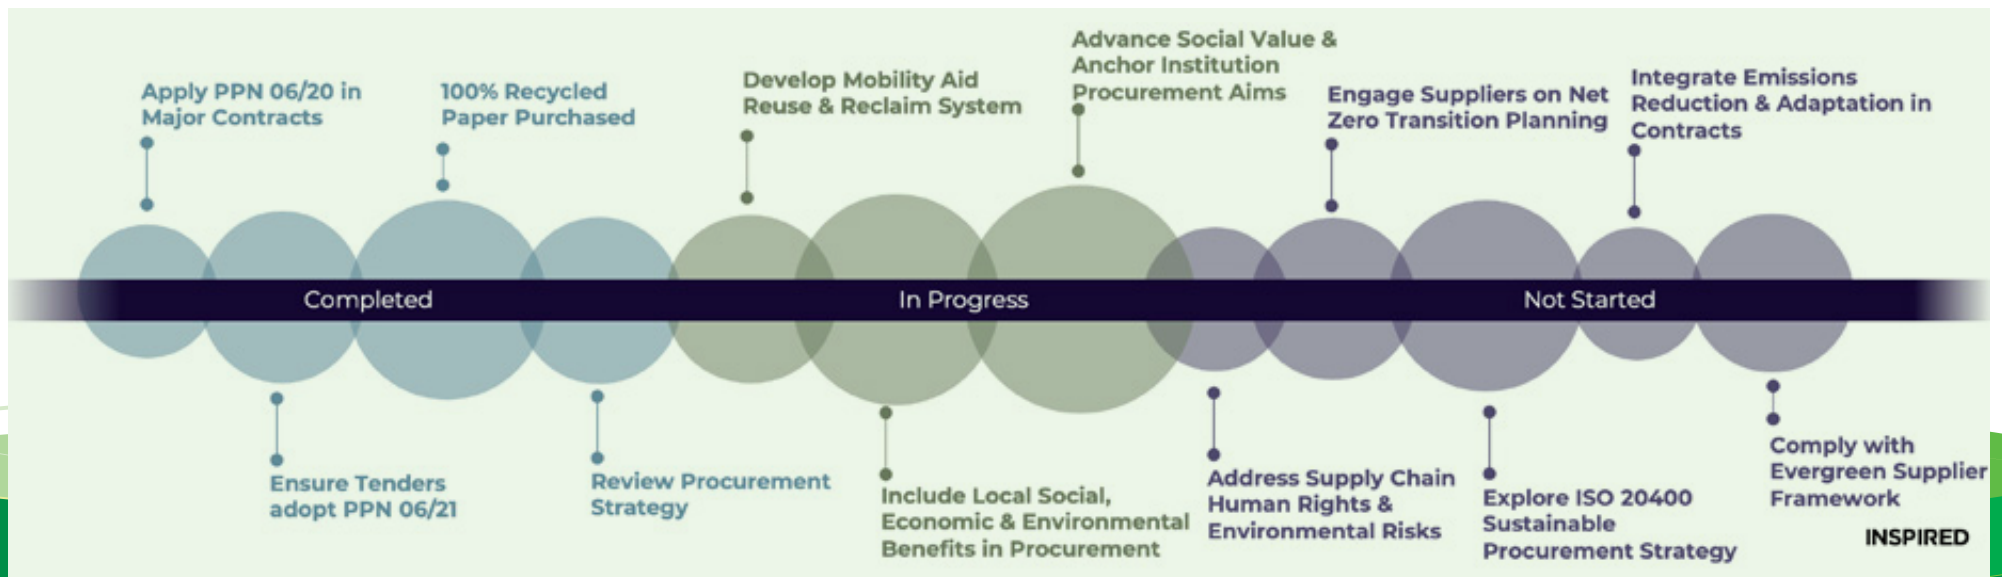 Apply PPN 06/20 in
Major Contracts
100% Recycled
Paper Purchased
Develop Mobility Aid
Reuse & Reclaim System
Advance Social Value &
Anchor Institution
Procurement Aims
Engage Suppliers on Net
Zero Transition Planning
Integrate Emissions
Reduction & Adaptation in
Contracts
Completed
In Progress
Not Started
Ensure Tenders
adopt PPN 06/21
Review Procurement
Strategy
Include Local Social,
Economic & Environmental
Benefits in Procurement
Address Supply Chain
Human Rights &
Environmental Risks
Explore ISO 20400
Sustainable
Procurement Strategy
Comply with
Evergreen Supplier
Framework
INSPIRED